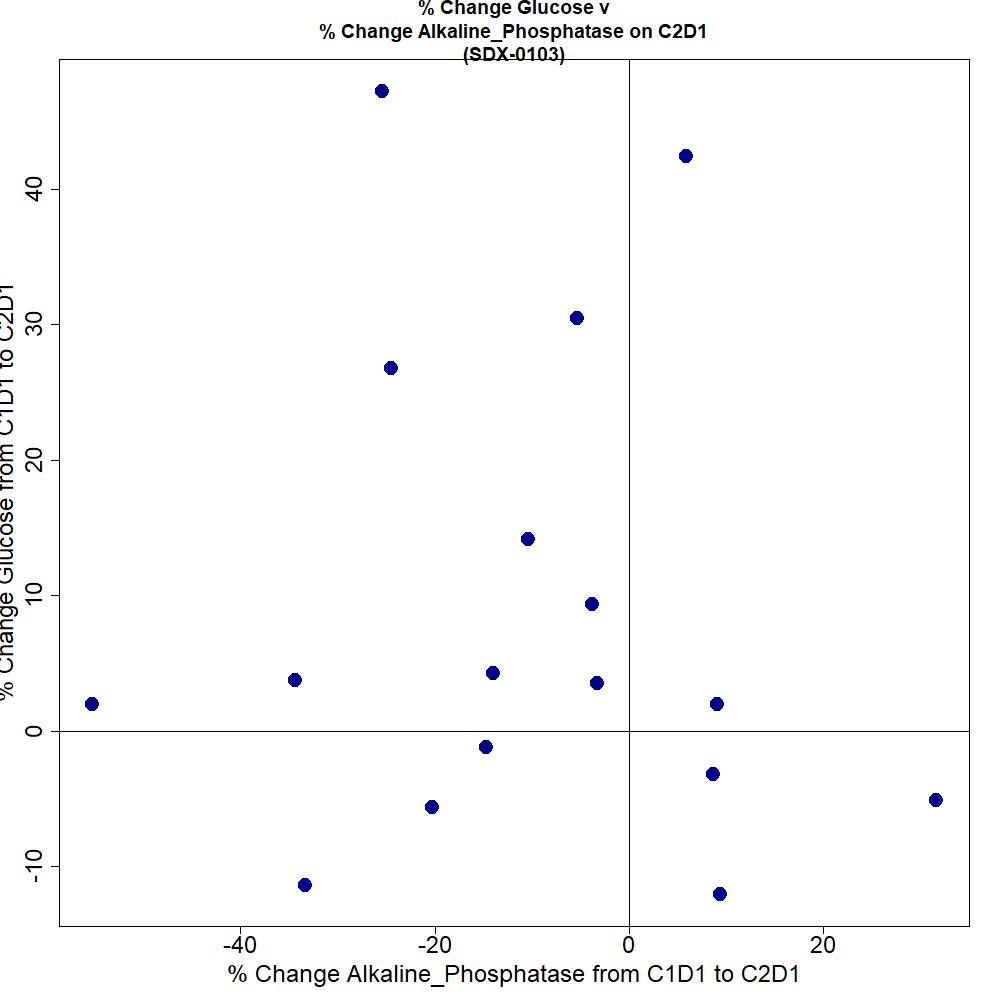 % Change Glucose v
% Change Alkaline_Phosphatase on C2D1
(SDX-0103)
% Change Glucose from C1D1 to C2D1
40
30
20
10
0
-10
-40
-20
0
20
% Change Alkaline_Phosphatase from C1D1 to C2D1